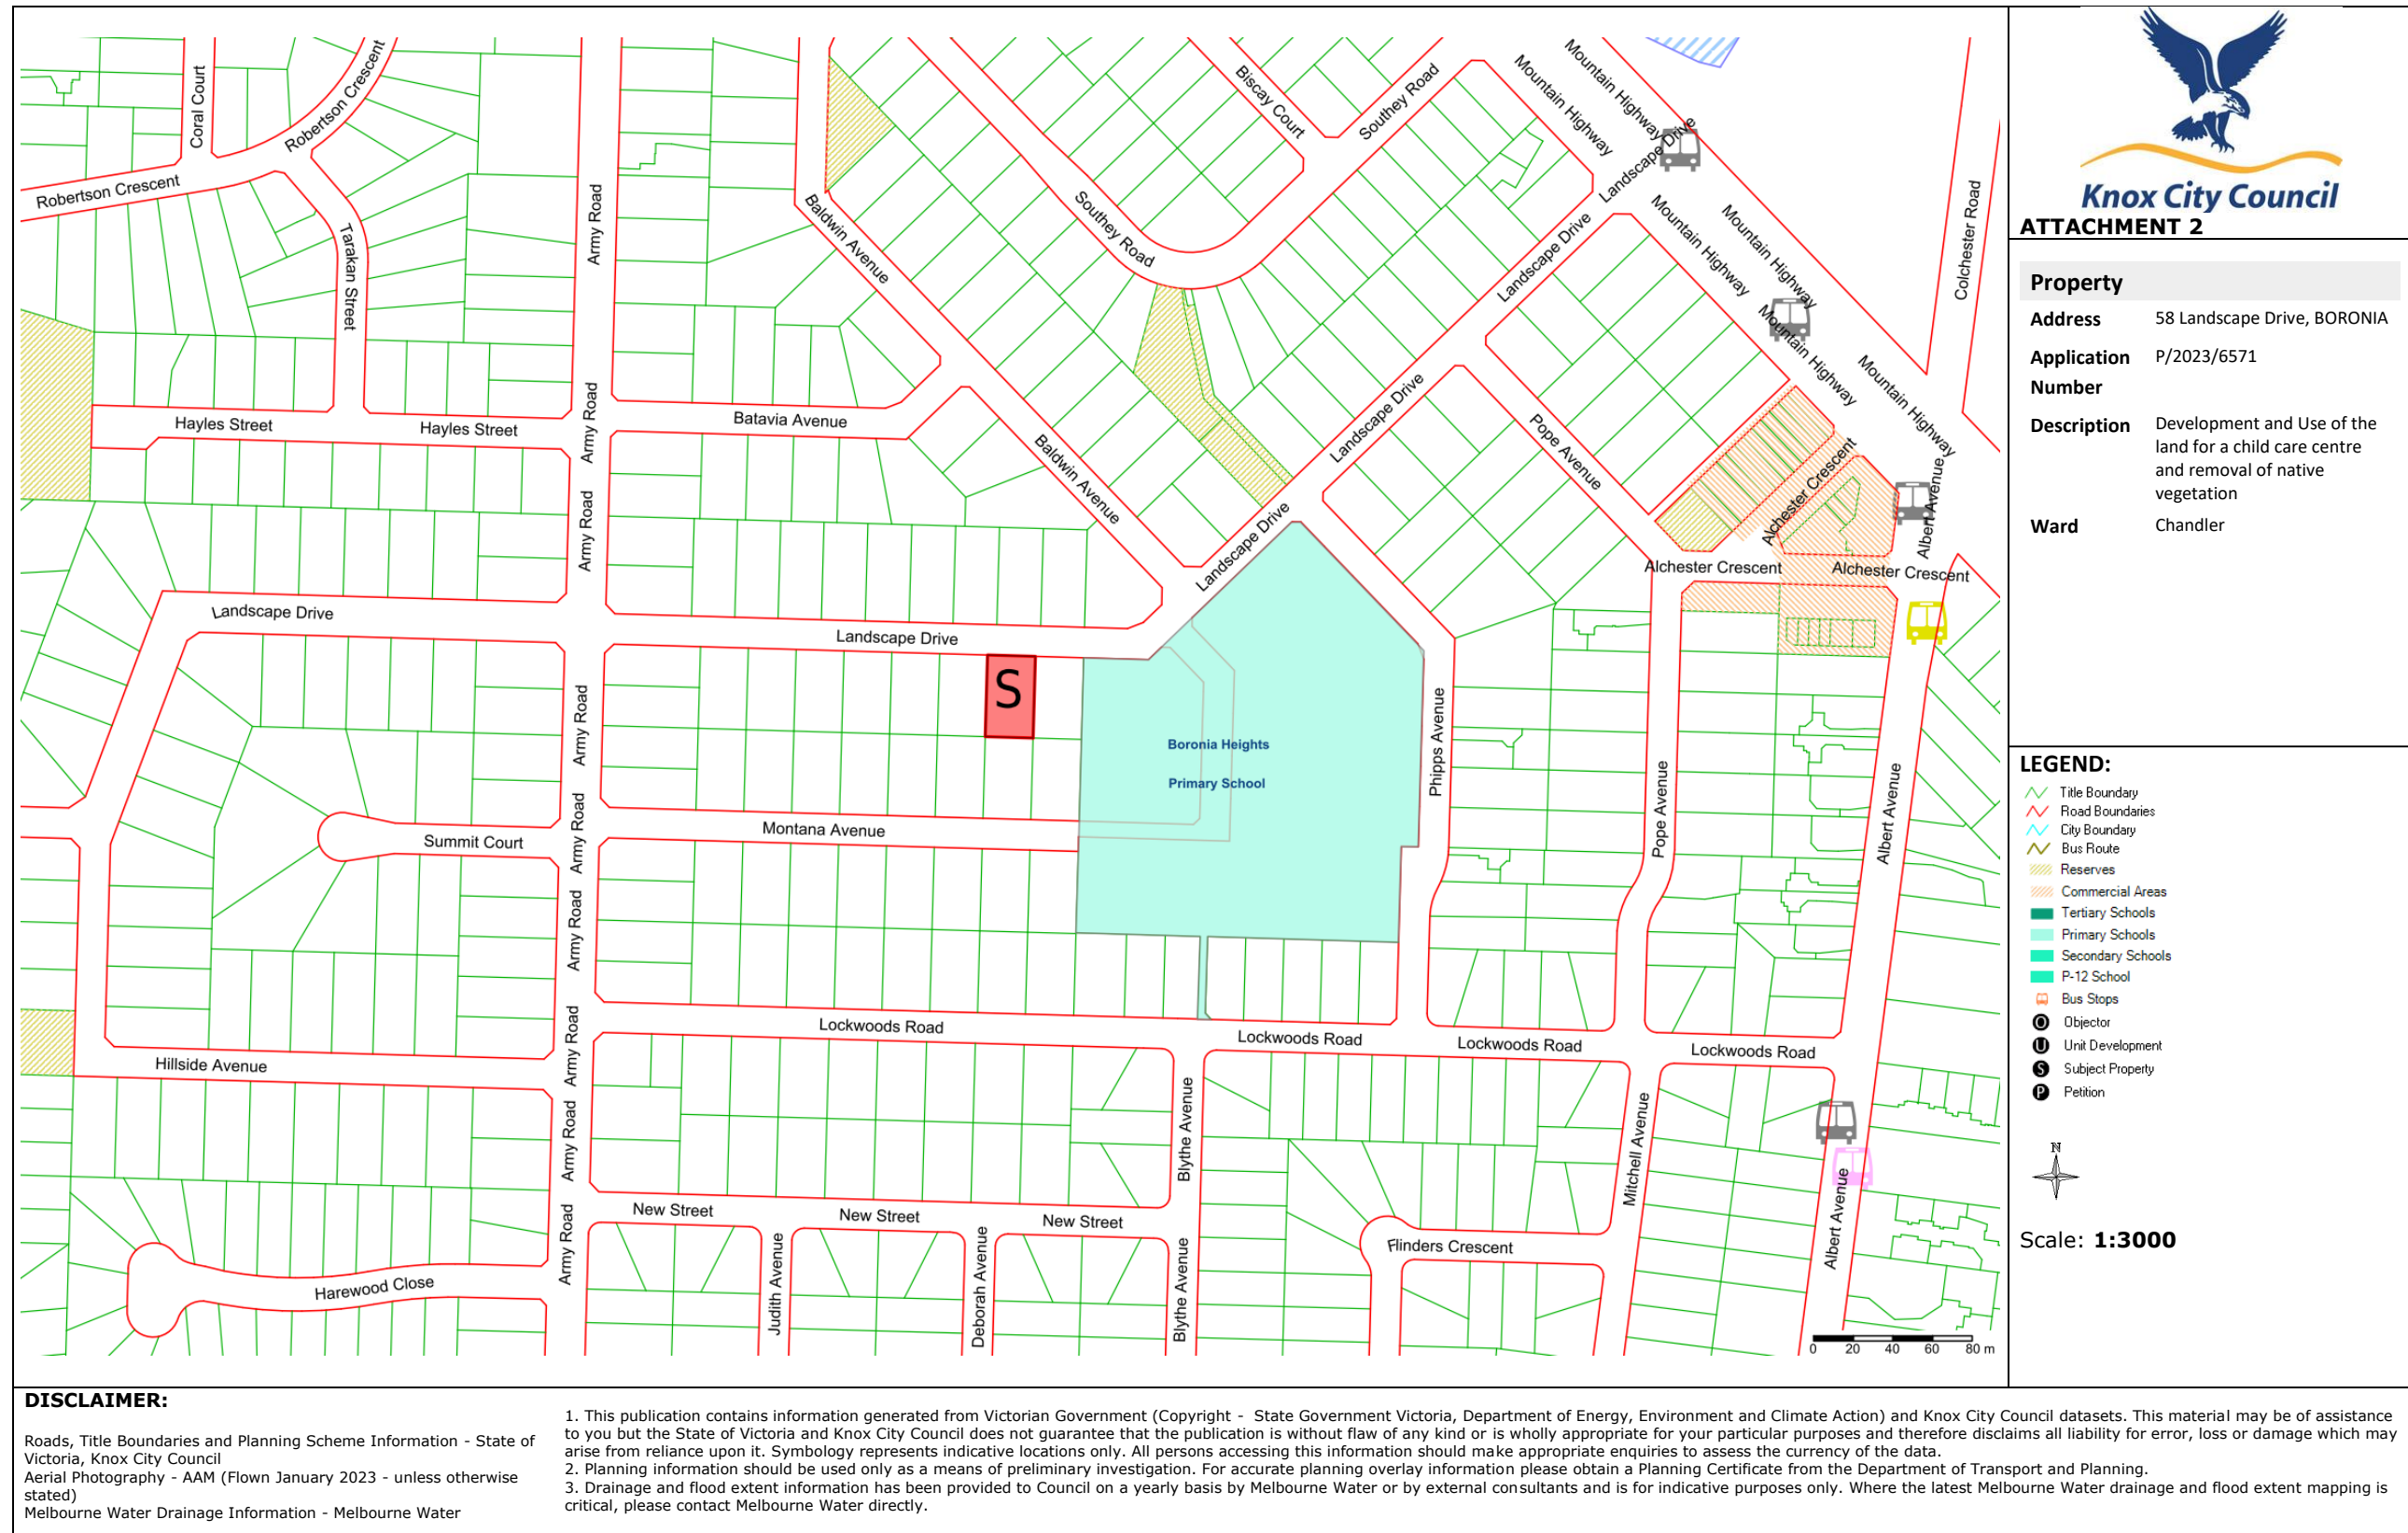 Coral Court
Robertson Crescent
Robertson Crescent
Tarakan Street
Army Road
Baldwin Avenue
Biscay Court
Southey Road
Southey Road
Mountain Highway
Mountain Highway
Landscape Drive
Mountain Highway
Mountain Highway
Landscape Drive
Colchester Road
Mountain Highway
Mountain Highway
Hayles Street
Hayles Street
Army Road
Batavia Avenue
Baldwin Avenue
Landscape Drive
Pope Avenue
Alchester Crescent
Albert Avenue
Army Road
Landscape Drive
Alchester Crescent
Alchester Crescent
Landscape Drive
Landscape Drive
S
Army Road
Boronia Heights
Primary School
Phipps Avenue
Pope Avenue
Albert Avenue
Summit Court
Army Road
Montana Avenue
Army Road
Army Road
Lockwoods Road
Lockwoods Road
Lockwoods Road
Lockwoods Road
Hillside Avenue
Army Road
Army Road
Blythe Avenue
Mitchell Avenue
Albert Avenue
New Street
New Street
New Street
Army Road
Judith Avenue
Deborah Avenue
Blythe Avenue
Flinders Crescent
Harewood Close
0 20 40 60 80 m
Knox City Council
ATTACHMENT 2
Property
Address 58 Landscape Drive, BORONIA
Application P/2023/6571
Number
Description Development and Use of the
land for a child care centre
and removal of native
vegetation
Ward Chandler
LEGEND:
Title Boundary
Road Boundaries
City Boundary
Bus Route
Reserves
Commercial Areas
Tertiary Schools
Primary Schools
Secondary Schools
P-12 School
Bus Stops
O Objector
U Unit Development
S Subject Property
P Petition
N
Scale: 1:3000
DISCLAIMER:
Roads, Title Boundaries and Planning Scheme Information - State of
Victoria, Knox City Council
Aerial Photography - AAM (Flown January 2023 - unless otherwise
stated)
Melbourne Water Drainage Information - Melbourne Water
1. This publication contains information generated from Victorian Government (Copyright - State Government Victoria, Department of Energy, Environment and Climate Action) and Knox City Council datasets. This material may be of assistance
to you but the State of Victoria and Knox City Council does not guarantee that the publication is without flaw of any kind or is wholly appropriate for your particular purposes and therefore disclaims all liability for error, loss or damage which may
arise from reliance upon it. Symbology represents indicative locations only. All persons accessing this information should make appropriate enquiries to assess the currency of the data.
2. Planning information should be used only as a means of preliminary investigation. For accurate planning overlay information please obtain a Planning Certificate from the Department of Transport and Planning.
3. Drainage and flood extent information has been provided to Council on a yearly basis by Melbourne Water or by external consultants and is for indicative purposes only. Where the latest Melbourne Water drainage and flood extent mapping is
critical, please contact Melbourne Water directly.